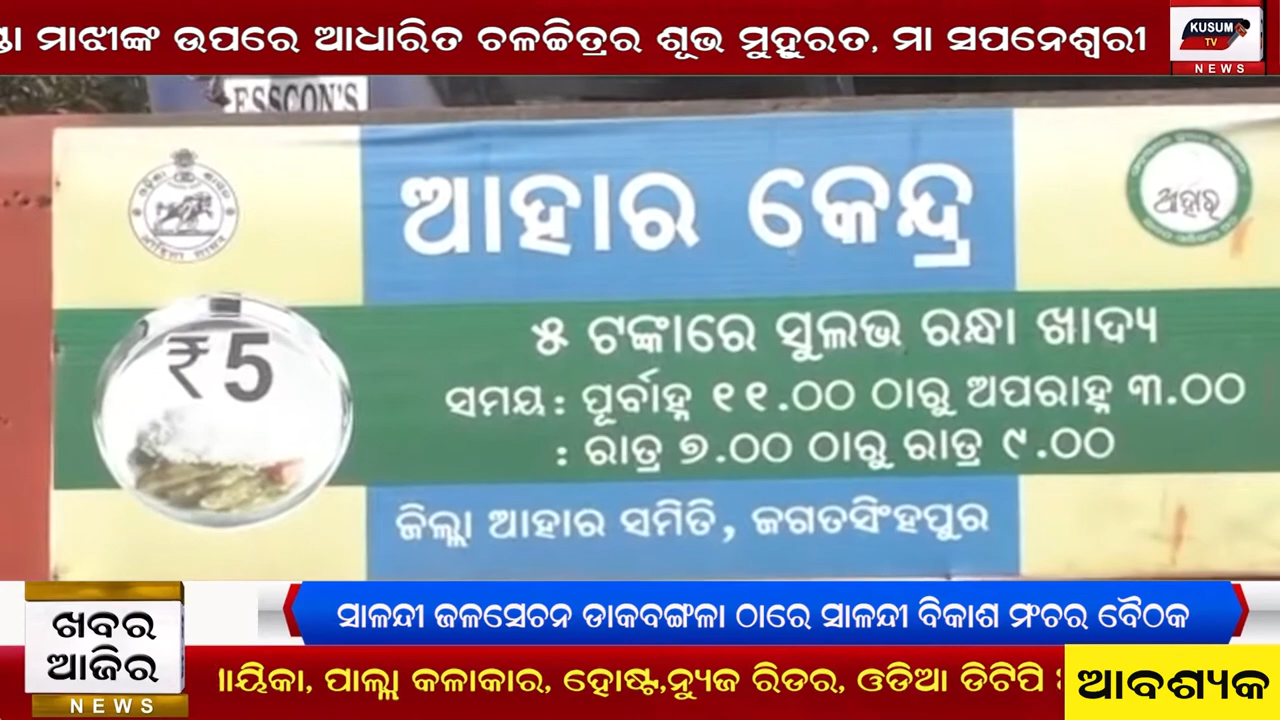 ମାଝୀଙ୍କ ଉପରେ ଆଧାରିତ ଚଳଚ୍ଚିତ୍ରର ଶୂଭ ମୁହୁରତ, ମା ସପନେଶ୍ୱରୀ
KUSUM
TV
NEWS
ESSCON'S
ଆହାର କେନ୍ଦ୍ର
ଆହାର
₹5
୫ ଟଙ୍କାରେ ସୁଲଭ ରନ୍ଧା ଖାଦ୍ୟ
ସମୟ : ପୂର୍ବାହ୍ନ ୧୧.୦୦ ଠାରୁ ଅପରାହ୍ନ ୩.୦୦
: ରାତ୍ର ୭.୦୦ ଠାରୁ ରାତ୍ର ୯.୦୦
ଜିଲ୍ଲା ଆହାର ସମିତି, ଜଗତସିଂହପୁର
ଖବର
ଆଜିର
NEWS
ସାଳନ୍ଦୀ ଜଳସେଚନ ଡାକବଙ୍ଗଳା ଠାରେ ସାଳନ୍ଦୀ ବିକାଶ ମଂଚର ବୈଠକ
ପାଲ୍ଲା କଳାକାର, ହୋଷ୍ଟ,ନ୍ୟୁଜ ରିଡର, ଓଡିଆ ଡିଟିପି
ଆବଶ୍ୟକ